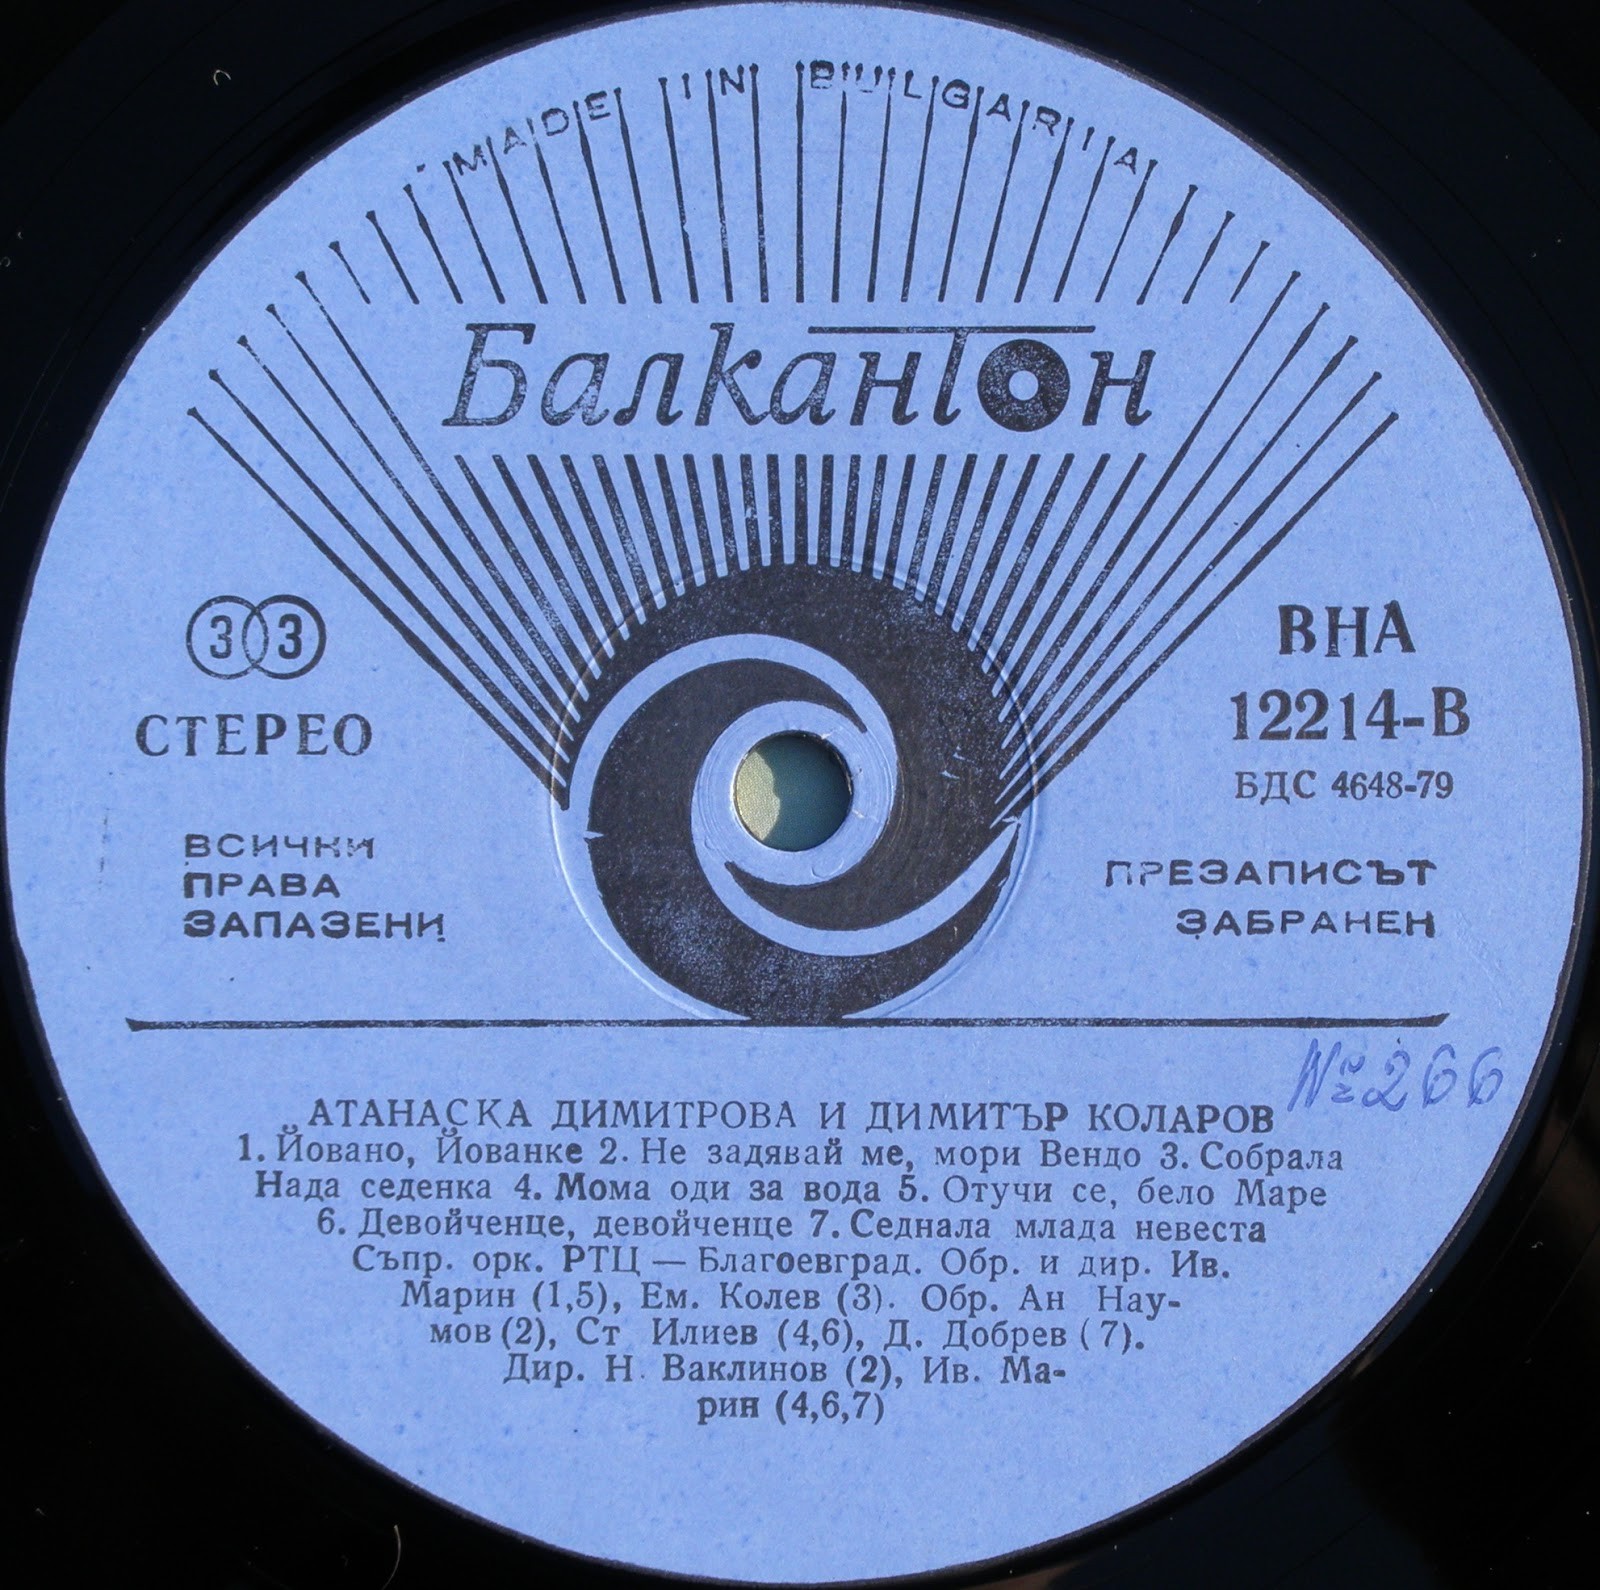 MADE IN BULGARIA
Балкантон
33
СТЕРЕО
ВНА
12214-В
БДС 4648-79
ВСИЧКИ
ПРАВА
ЗАПАЗЕНИ
ПРЕЗАПИСЪТ
ЗАБРАНЕН
№ 266
АТАНАСКА ДИМИТРОВА И ДИМИТЪР КОЛАРОВ
1. Йовано, Йованке 2. Не задявай ме, мори Вендо 3. Собрала
Нада седенка 4. Мома оди за вода 5. Отучи се, бело Маре
6. Девойченце, девойченце 7. Седнала млада невеста
Съпр. орк. РТЦ — Благоевград. Обр. и дир. Ив.
Марин (1,5), Ем. Колев (3). Обр. Ан Нау-
мов (2), Ст Илиев (4,6), Д. Добрев (7).
Дир. Н. Ваклинов (2), Ив. Ма-
рин (4,6,7)